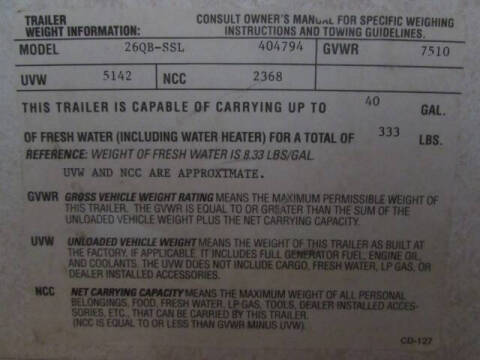 TRAILER WEIGHT INFORMATION: CONSULT OWNER'S MANUAL FOR SPECIFIC WEIGHING INSTRUCTIONS AND TOWING GUIDELINES.
MODEL 26QB-SSL 404794 GVWR 7510
UVW 5142 NCC 2368
THIS TRAILER IS CAPABLE OF CARRYING UP TO 40 GAL.
OF FRESH WATER (INCLUDING WATER HEATER) FOR A TOTAL OF 333 LBS.
REFERENCE: WEIGHT OF FRESH WATER IS 8.33 LBS/GAL.
UVW AND NCC ARE APPROXTMATE.
GVWR GROSS VEHICLE WEIGHT RATING MEANS THE MAXIMUM PERMISSIBLE WEIGHT OF
THIS TRAILER. THE GVWR IS EQUAL TO OR GREATER THAN THE SUM OF THE
UNLOADED VEHICLE WEIGHT PLUS THE NET CARRYING CAPACITY.
UVW UNLOADED VEHICLE WEIGHT MEANS THE WEIGHT OF THIS TRAILER AS BUILT AT
THE FACTORY. IF APPLICABLE, IT INCLUDES FULL GENERATOR FUEL, ENGINE OIL
AND COOLANTS. THE UVW DOES NOT INCLUDE CARGO, FRESH WATER, LP GAS, OR
DEALER INSTALLED ACCESSORIES.
NCC NET CARRYING CAPACITY MEANS THE MAXIMUM WEIGHT OF ALL PERSONAL
BELONGINGS, FOOD, FRESH WATER, LP GAS, TOOLS, DEALER INSTALLED ACCES-
SORIES, ETC., THAT CAN BE CARRIED BY THIS TRAILER.
(NCC IS EQUAL TO OR LESS THAN GVWR MINUS UVW).
CD-127